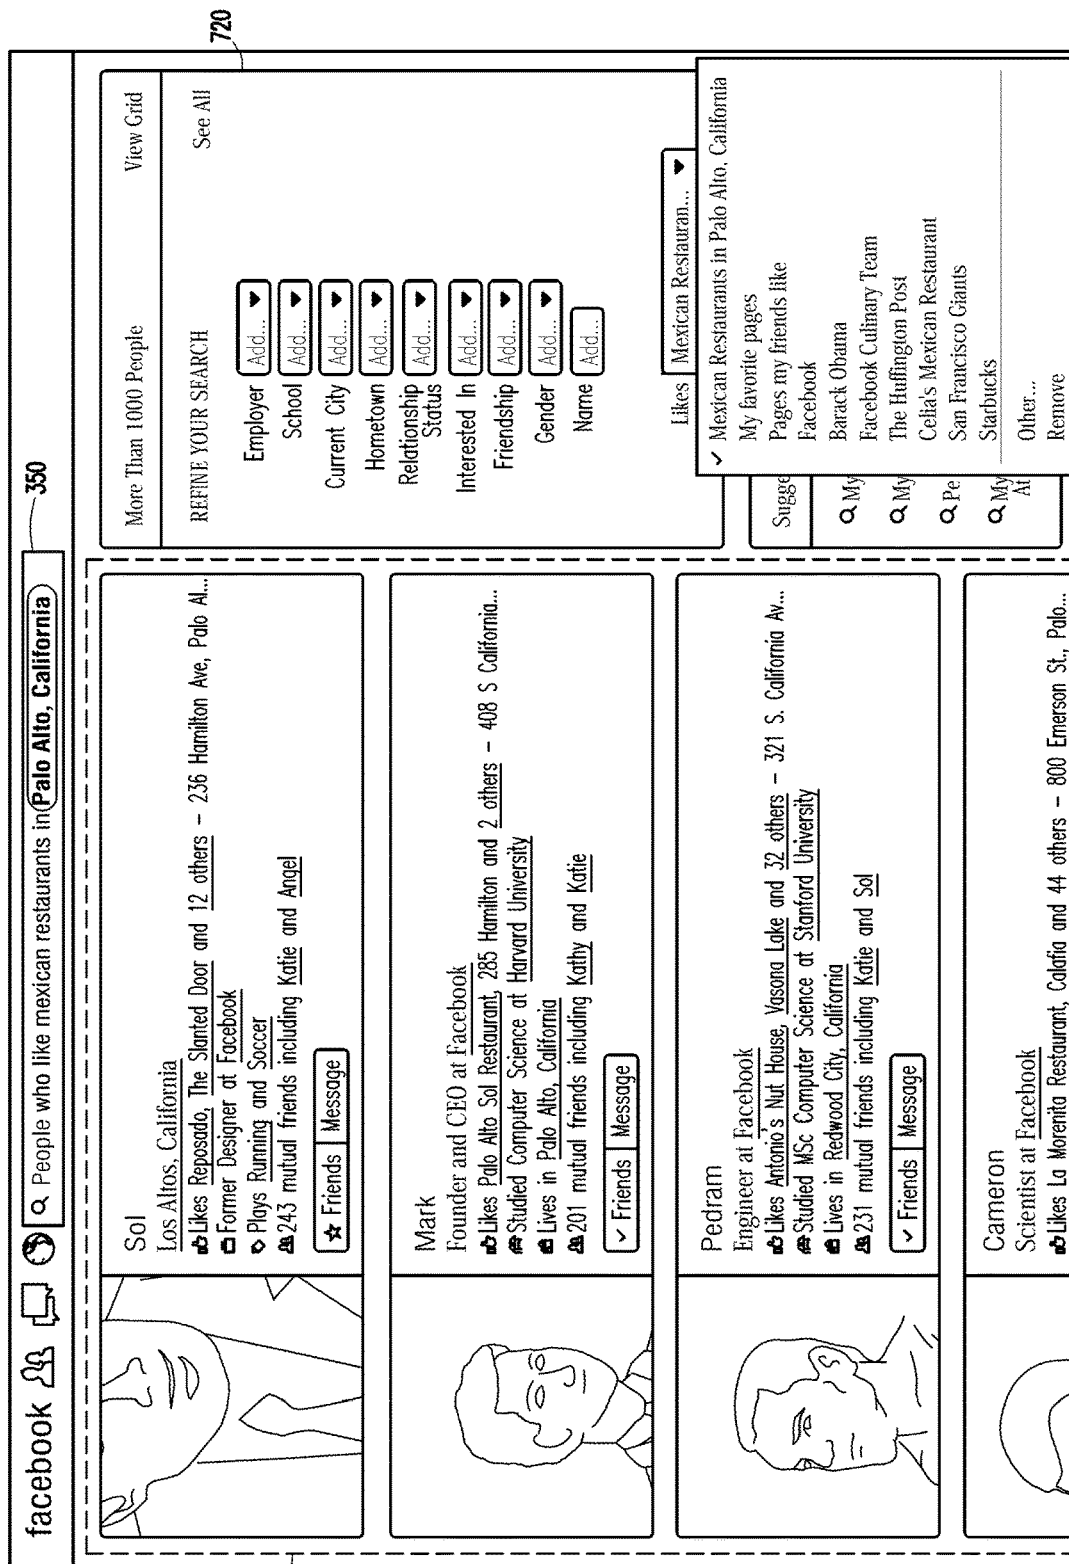 facebook
People who like mexican restaurants in Palo Alto, California
350
Sol
Los Altos, California
Likes Reposado, The Slanted Door and 12 others – 236 Hamilton Ave, Palo Al...
Former Designer at Facebook
Plays Running and Soccer
243 mutual friends including Katie and Angel
Friends Message
Mark
Founder and CEO at Facebook
Likes Palo Alto Sol Restaurant, 285 Hamilton and 2 others – 408 S California...
Studied Computer Science at Harvard University
Lives in Palo Alto, California
201 mutual friends including Kathy and Katie
Friends Message
Pedram
Engineer at Facebook
Likes Antonio's Nut House, Vasona Lake and 32 others – 321 S. California Av...
Studied MSc Computer Science at Stanford University
Lives in Redwood City, California
231 mutual friends including Katie and Sol
Friends Message
Cameron
Scientist at Facebook
Likes La Morenita Restaurant, Calafia and 44 others – 800 Emerson St., Palo...
More Than 1000 People View Grid
720
REFINE YOUR SEARCH See All
Employer Add...
School Add...
Current City Add...
Hometown Add...
Relationship
Status Add...
Interested In Add...
Friendship Add...
Gender Add...
Name Add...
Likes Mexican Restauran...
Mexican Restaurants in Palo Alto, California
My favorite pages
Pages my friends like
Facebook
Barack Obama
Facebook Culinary Team
The Huffington Post
Celia's Mexican Restaurant
San Francisco Giants
Starbucks
Other...
Remove
Sugge
My
My
Pe
My
At